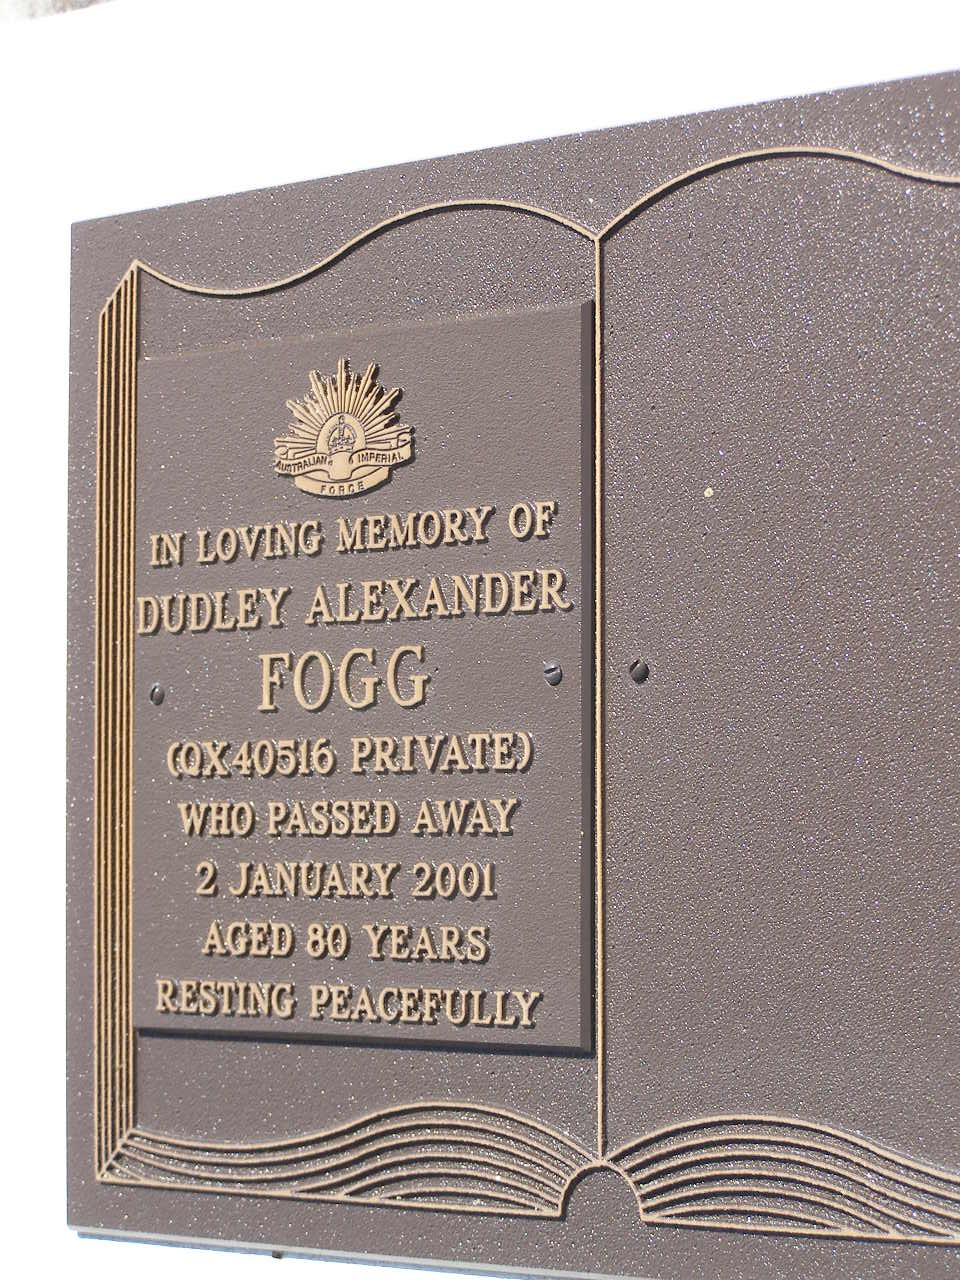 AUSTRALIAN IMPERIAL
FORCE
IN LOVING MEMORY OF
DUDLEY ALEXANDER
FOGG
(QX40516 PRIVATE)
WHO PASSED AWAY
2 JANUARY 2001
AGED 80 YEARS
RESTING PEACEFULLY